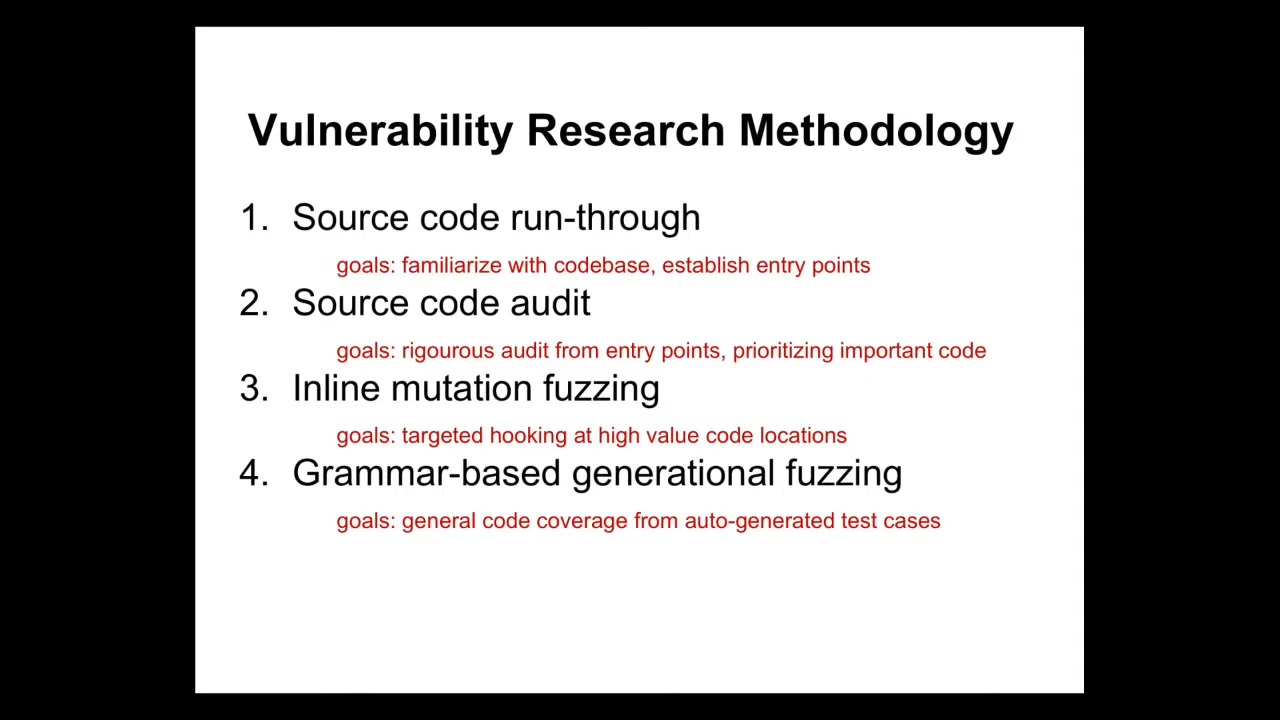 Vulnerability Research Methodology
1. Source code run-through
goals: familiarize with codebase, establish entry points
2. Source code audit
goals: rigourous audit from entry points, prioritizing important code
3. Inline mutation fuzzing
goals: targeted hooking at high value code locations
4. Grammar-based generational fuzzing
goals: general code coverage from auto-generated test cases